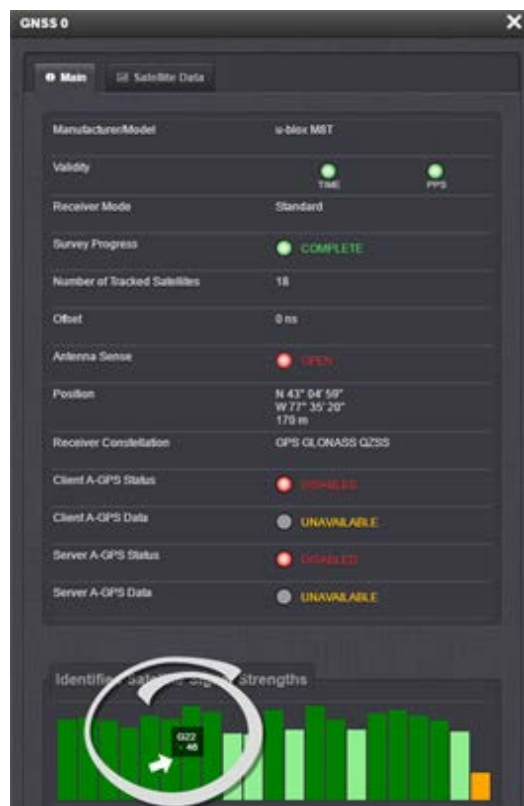 GNSS 0
Main Satellite Data
Manufacturer/Model u-blox M8T
Validity
TIME PPS
Receiver Mode Standard
Survey Progress COMPLETE
Number of Tracked Satellites 18
Offset 0 ns
Antenna Sense OPEN
Position N 43° 04' 59"
W 77° 35' 20"
170 m
Receiver Constellation GPS GLONASS QZSS
Client A-GPS Status DISABLED
Client A-GPS Data UNAVAILABLE
Server A-GPS Status DISABLED
Server A-GPS Data UNAVAILABLE
Identified Satellite Signal Strengths
G22
- 46